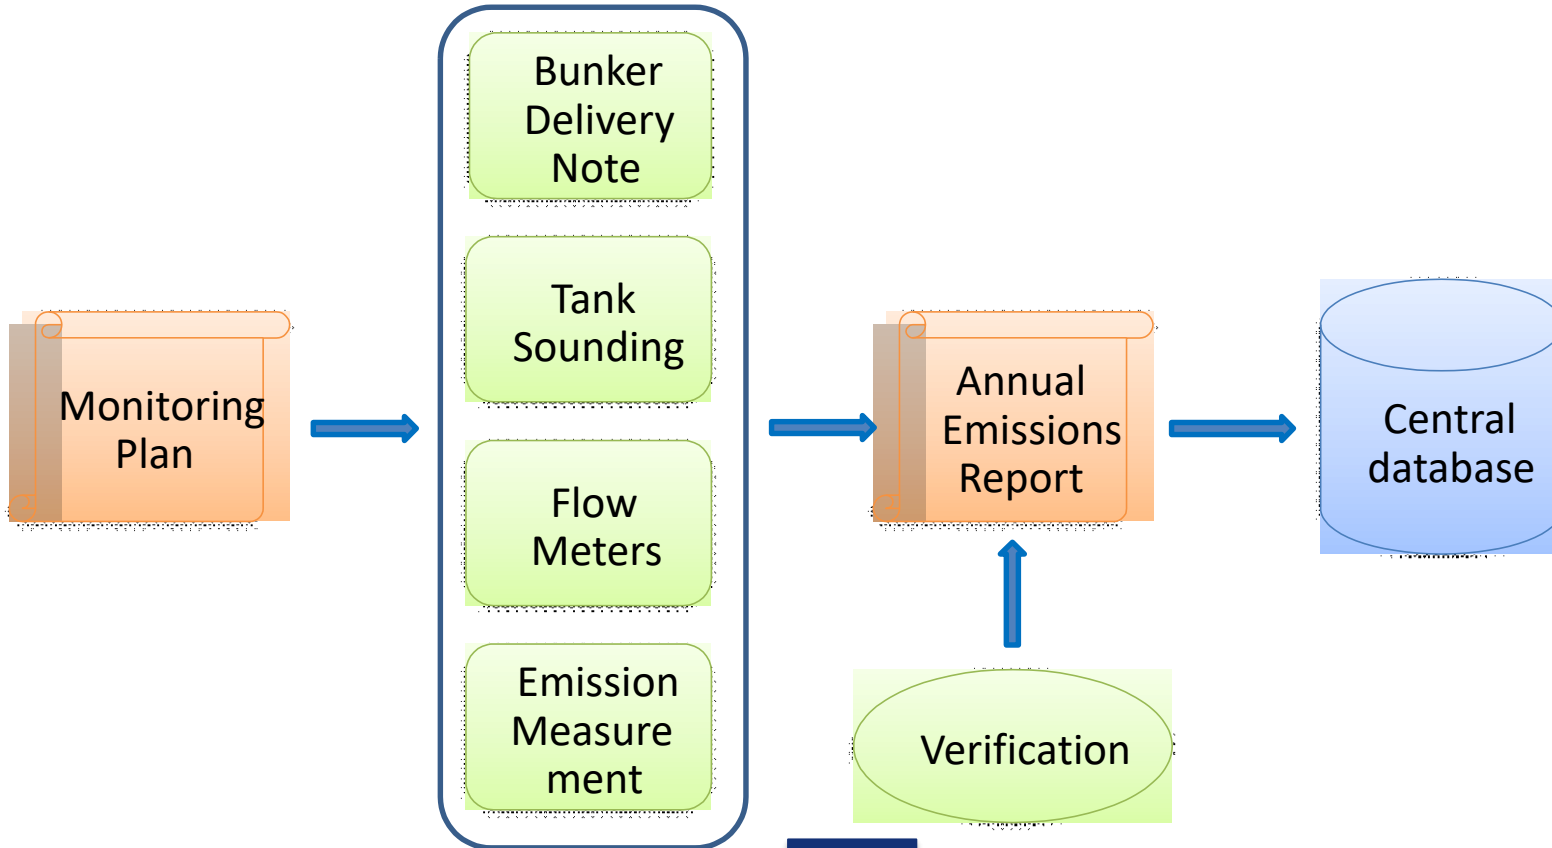 Monitoring
Plan
Bunker
Delivery
Note
Tank
Sounding
Flow
Meters
Emission
Measure
ment
Annual
Emissions
Report
Verification
Central
database